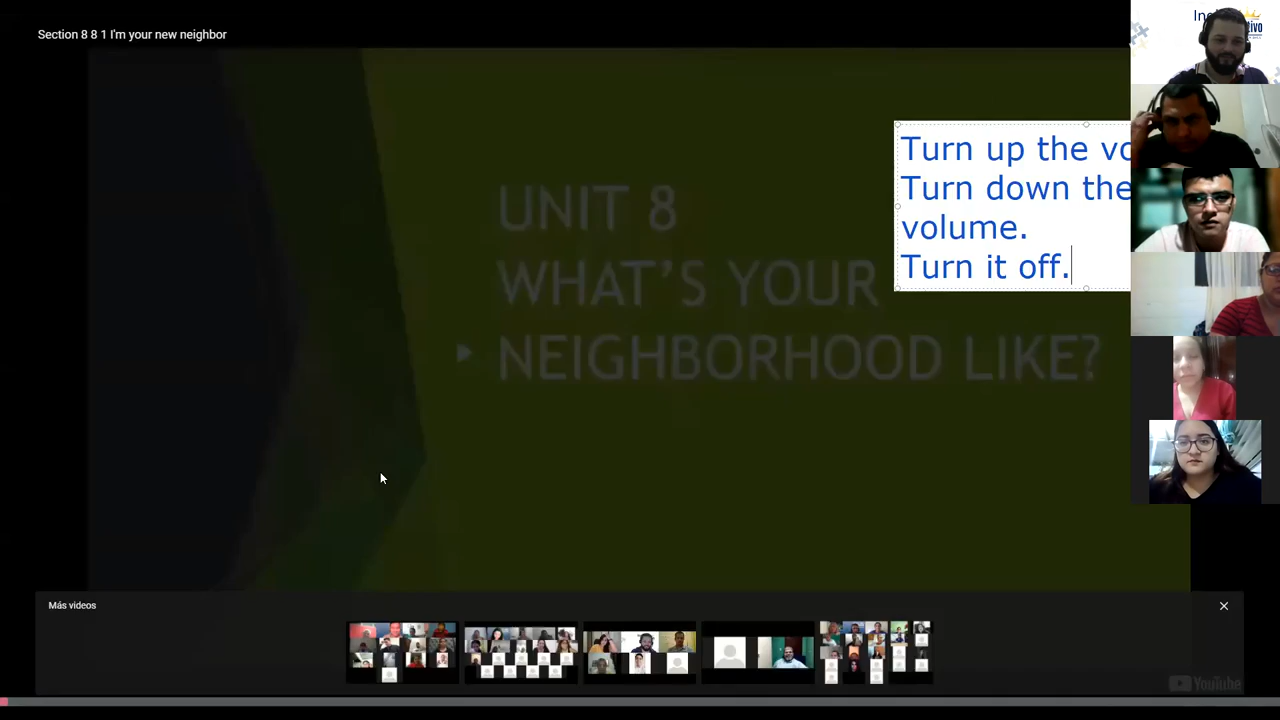 Section 8 8 1 I'm your new neighbor
Turn up the
Turn down the
volume.
Turn it off.
UNIT 8
WHAT'S YOUR
NEIGHBORHOOD LIKE?
Más videos
YouTube